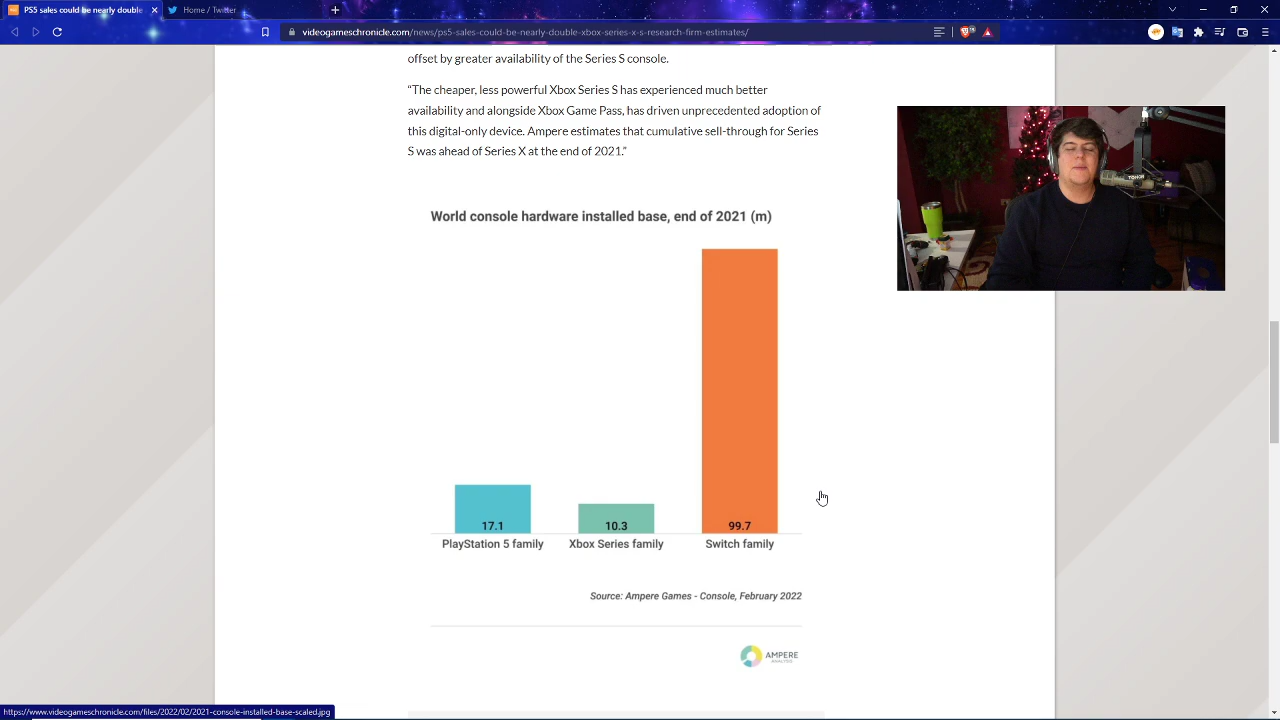 PS5 sales could be nearly double
Home / Twitter
videogameschronicle.com/news/ps5-sales-could-be-nearly-double-xbox-series-x-s-research-firm-estimates/
offset by greater availability of the Series S console.
“The cheaper, less powerful Xbox Series S has experienced much better
availability and alongside Xbox Game Pass, has driven unprecedented adoption of
this digital-only device. Ampere estimates that cumulative sell-through for Series
S was ahead of Series X at the end of 2021.”
World console hardware installed base, end of 2021 (m)
17.1
10.3
99.7
PlayStation 5 family
Xbox Series family
Switch family
Source: Ampere Games - Console, February 2022
AMPERE
ANALYSIS
https://www.videogameschronicle.com/files/2022/02/2021-console-installed-base-scaled.jpg